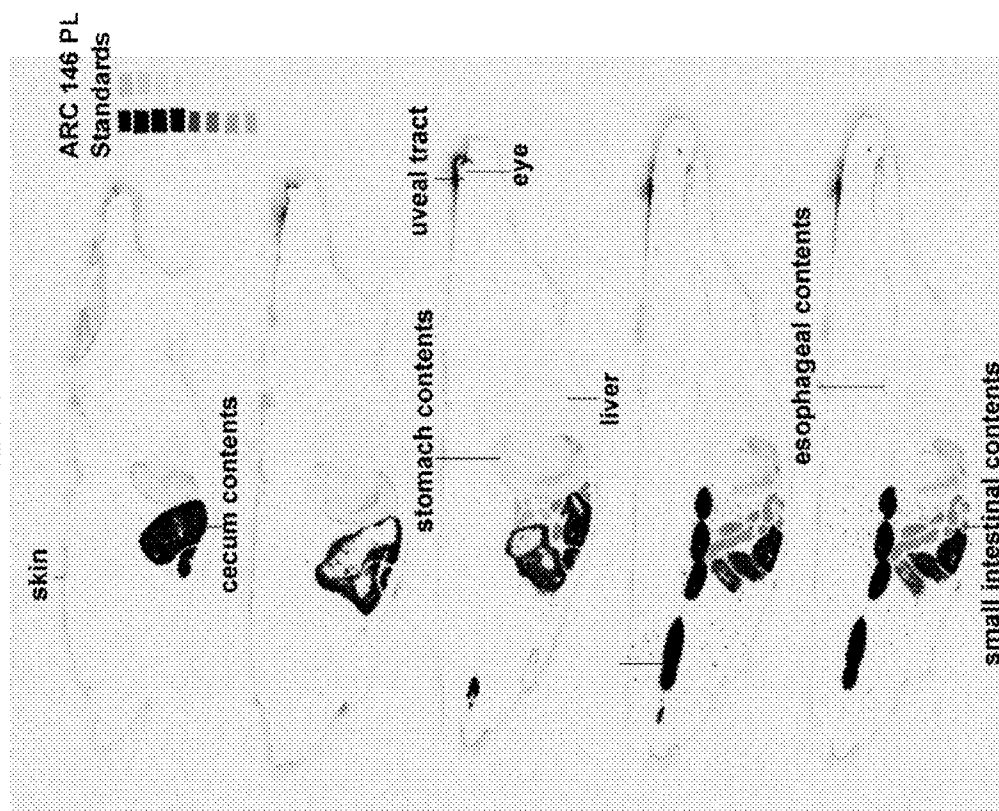 ARC 146 PL
Standards
skin
cecum contents
uveal tract
eye
stomach contents
liver
esophageal contents
small intestinal contents